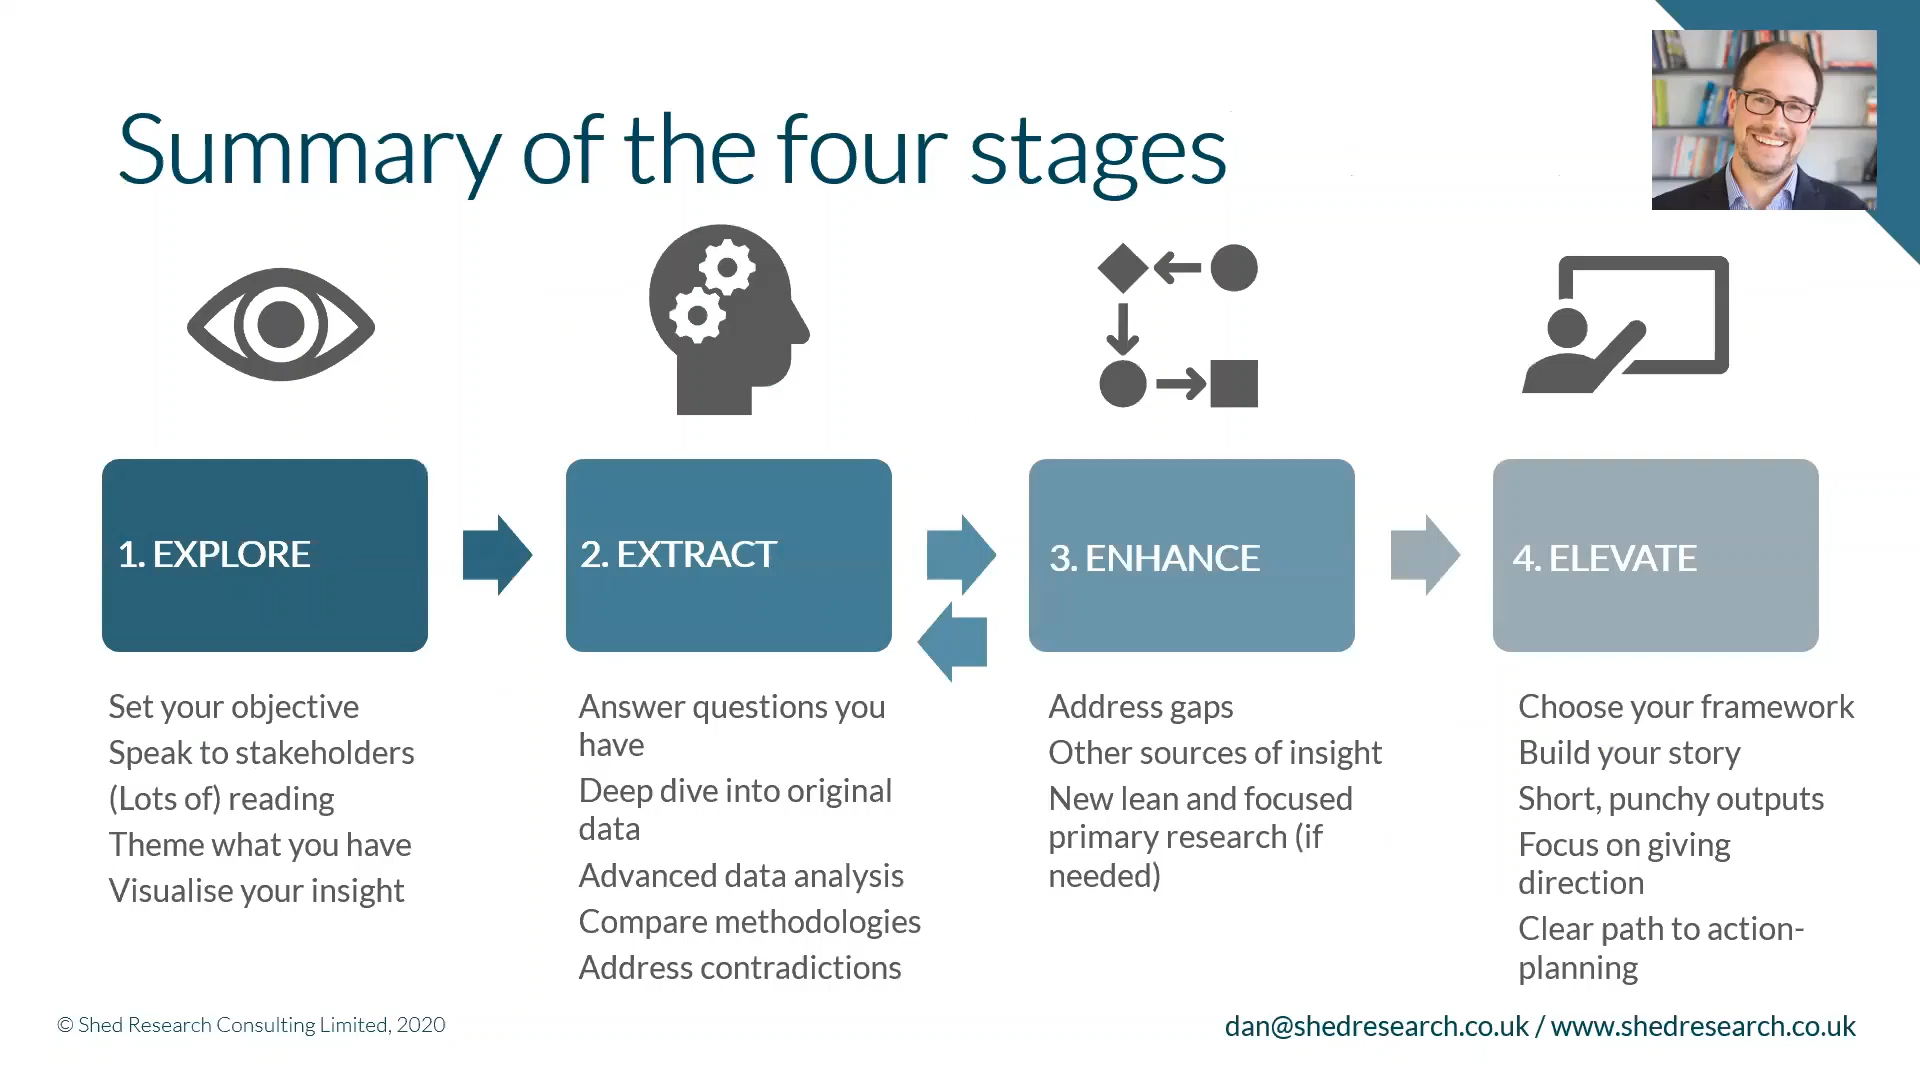 Summary of the four stages
1. EXPLORE
2. EXTRACT
3. ENHANCE
4. ELEVATE
Set your objective
Speak to stakeholders
(Lots of) reading
Theme what you have
Visualise your insight
Answer questions you
have
Deep dive into original
data
Advanced data analysis
Compare methodologies
Address contradictions
Address gaps
Other sources of insight
New lean and focused
primary research (if
needed)
Choose your framework
Build your story
Short, punchy outputs
Focus on giving
direction
Clear path to action-
planning
© Shed Research Consulting Limited, 2020
dan@shedresearch.co.uk / www.shedresearch.co.uk